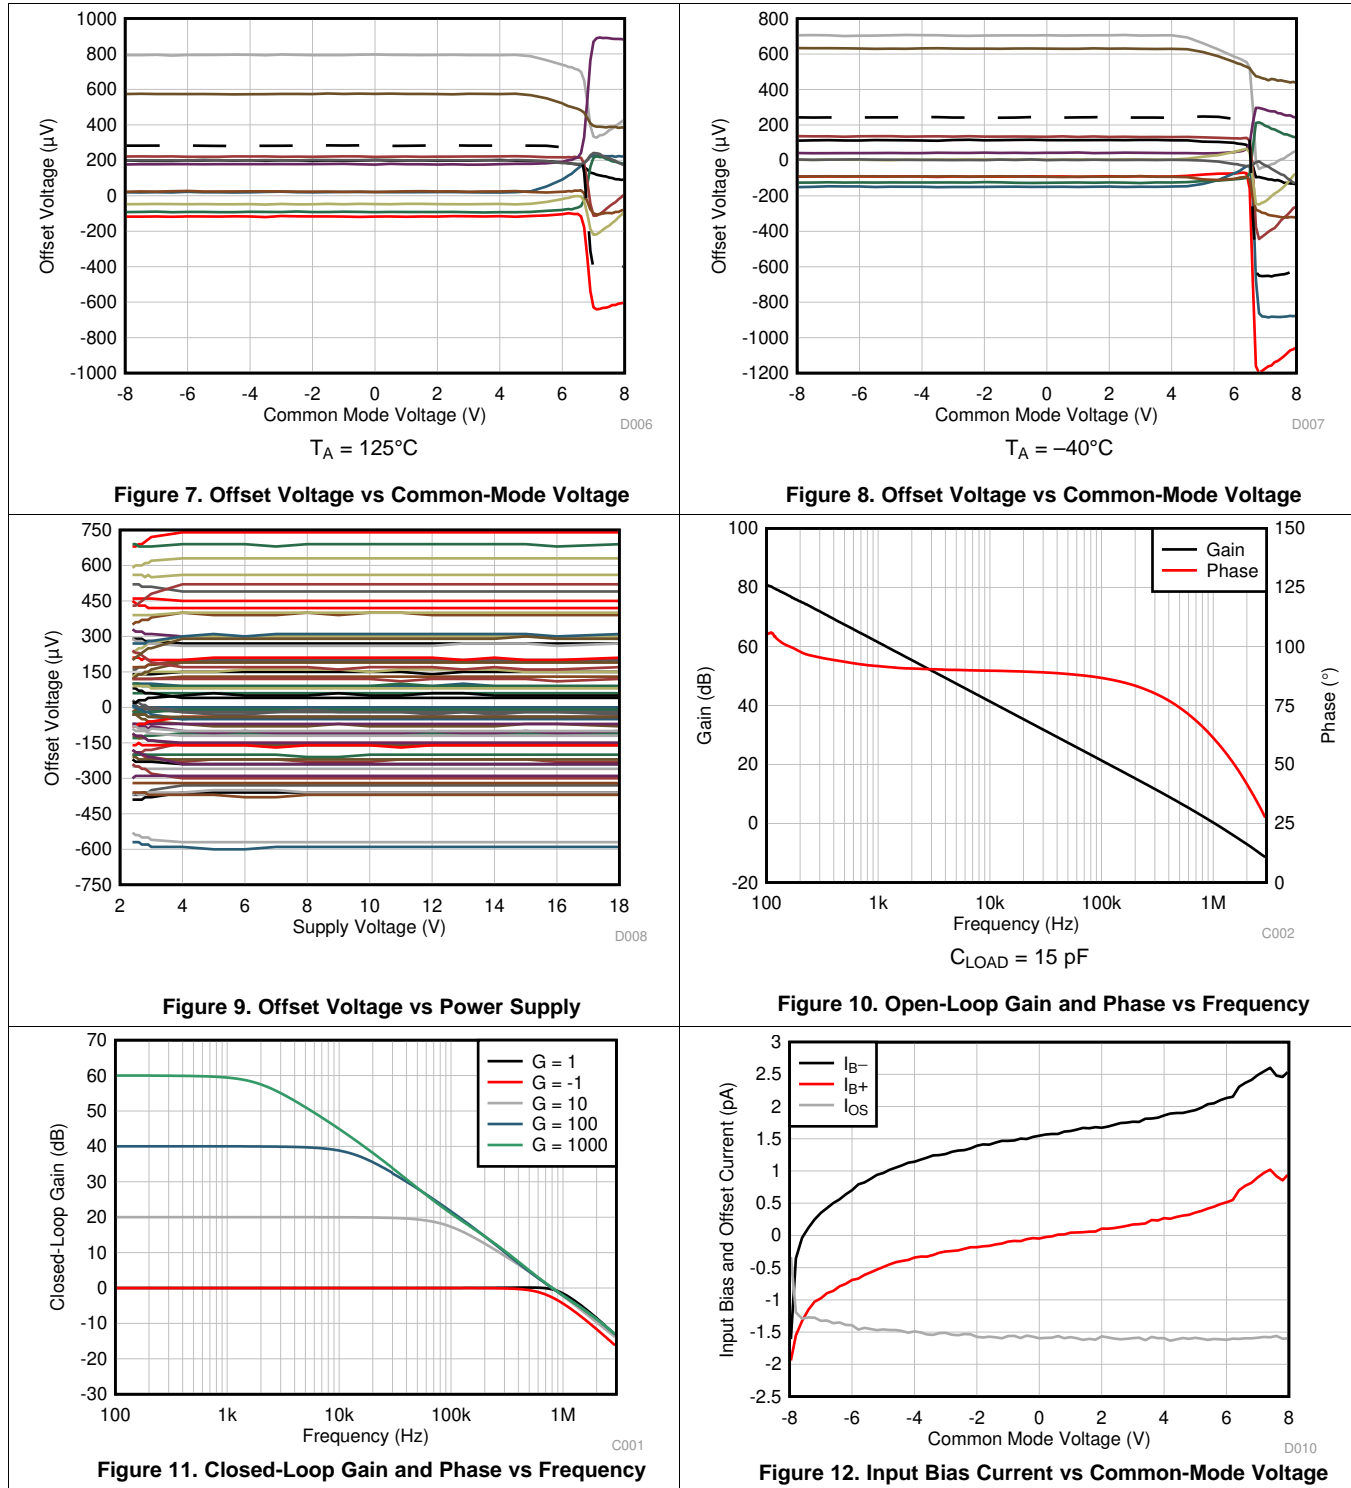 1000
800
600
400
200
0
-200
-400
-600
-800
-1000
Offset Voltage (µV)
-8 -6 -4 -2 0 2 4 6 8
Common Mode Voltage (V)
D006
T_A = 125°C
Figure 7. Offset Voltage vs Common-Mode Voltage
800
600
400
200
0
-200
-400
-600
-800
-1000
-1200
Offset Voltage (µV)
-8 -6 -4 -2 0 2 4 6 8
Common Mode Voltage (V)
D007
T_A = –40°C
Figure 8. Offset Voltage vs Common-Mode Voltage
750
600
450
300
150
0
-150
-300
-450
-600
-750
Offset Voltage (µV)
2 4 6 8 10 12 14 16 18
Supply Voltage (V)
D008
Figure 9. Offset Voltage vs Power Supply
100
80
60
40
20
0
-20
Gain (dB)
Gain
Phase
150
125
100
75
50
25
0
Phase (°)
100 1k 10k 100k 1M
Frequency (Hz)
C002
C_LOAD = 15 pF
Figure 10. Open-Loop Gain and Phase vs Frequency
70
60
50
40
30
20
10
0
-10
-20
-30
Closed-Loop Gain (dB)
G = 1
G = -1
G = 10
G = 100
G = 1000
100 1k 10k 100k 1M
Frequency (Hz)
C001
Figure 11. Closed-Loop Gain and Phase vs Frequency
3
2.5
2
1.5
1
0.5
0
-0.5
-1
-1.5
-2
-2.5
Input Bias and Offset Current (pA)
I_B–
I_B+
I_OS
-8 -6 -4 -2 0 2 4 6 8
Common Mode Voltage (V)
D010
Figure 12. Input Bias Current vs Common-Mode Voltage